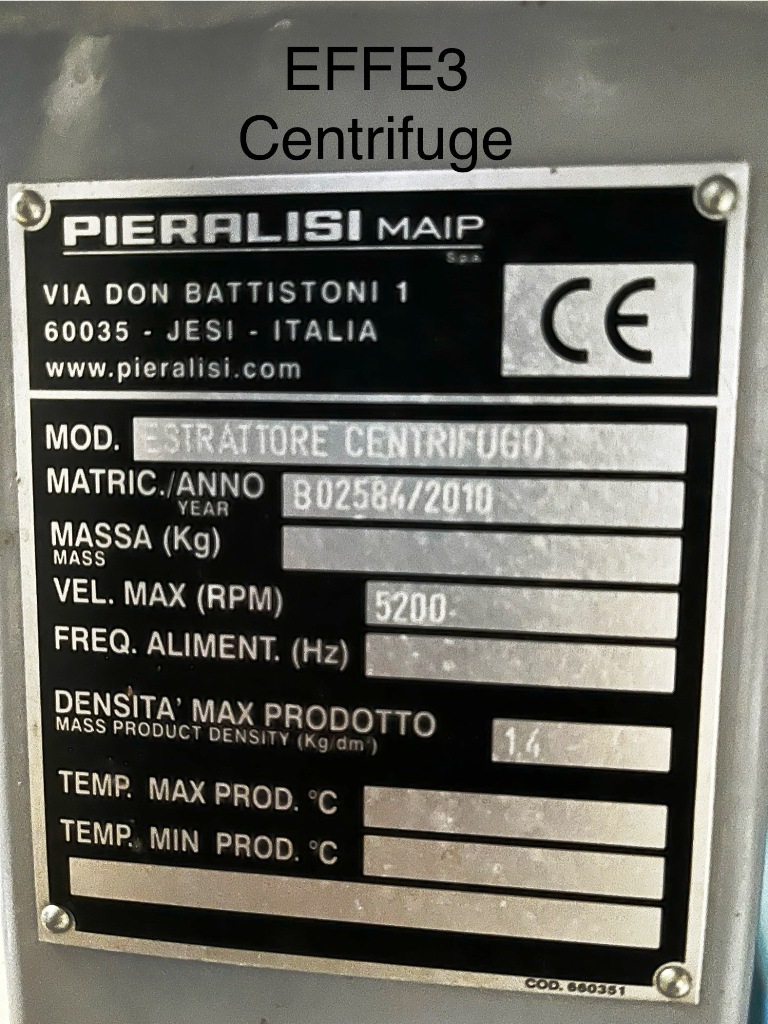 EFFE3
Centrifuge
PIERALISI MAIP
S.p.a.
VIA DON BATTISTONI 1
60035 - JESI - ITALIA
www.pieralisi.com
CE
MOD. ESTRATTORE CENTRIFUGO
MATRIC./ANNO B02584/2010
YEAR
MASSA (Kg)
MASS
VEL. MAX (RPM) 5200
FREQ. ALIMENT. (Hz)
DENSITA' MAX PRODOTTO
MASS PRODUCT DENSITY (Kg/dm³) 1,4
TEMP. MAX PROD. °C
TEMP. MIN PROD. °C
COD. 660351